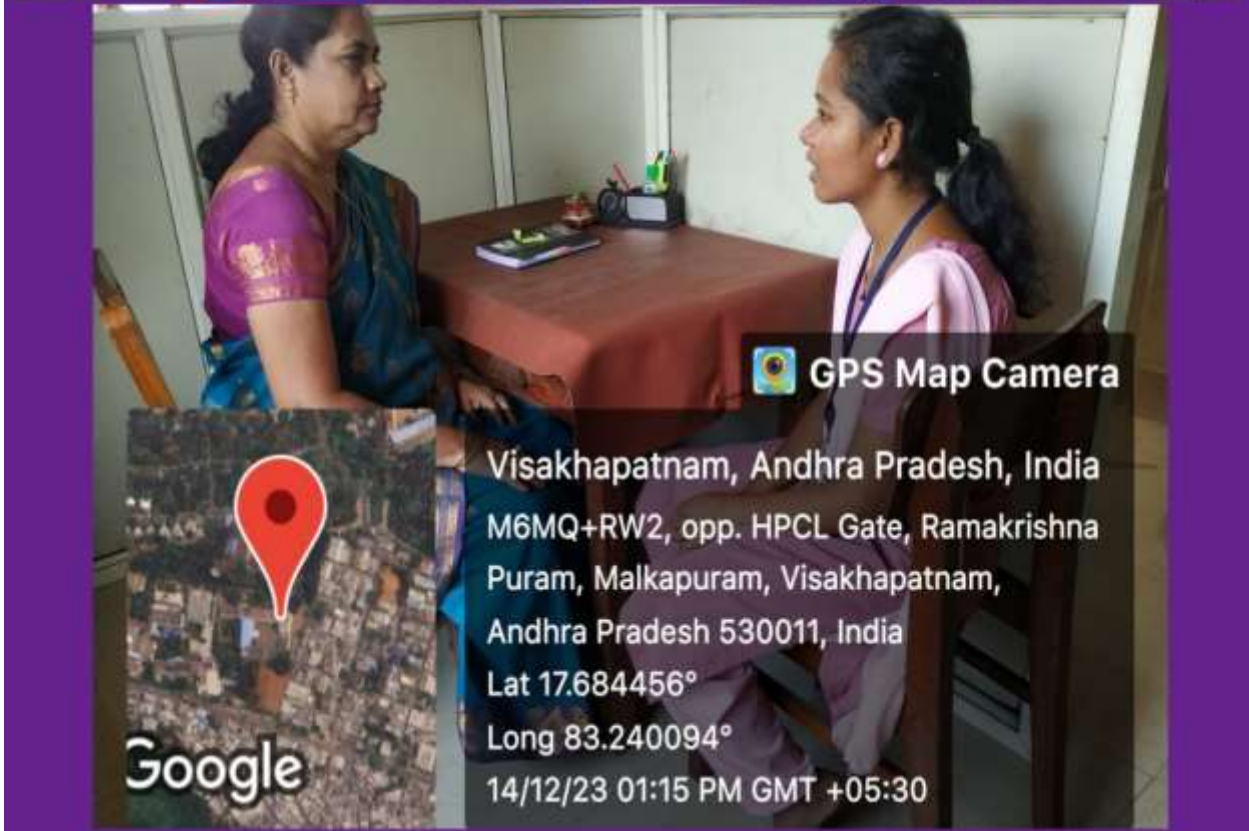 GPS Map Camera
Visakhapatnam, Andhra Pradesh, India
M6MQ+RW2, opp. HPCL Gate, Ramakrishna
Puram, Malkapuram, Visakhapatnam,
Andhra Pradesh 530011, India
Lat 17.684456°
Long 83.240094°
14/12/23 01:15 PM GMT +05:30
Google